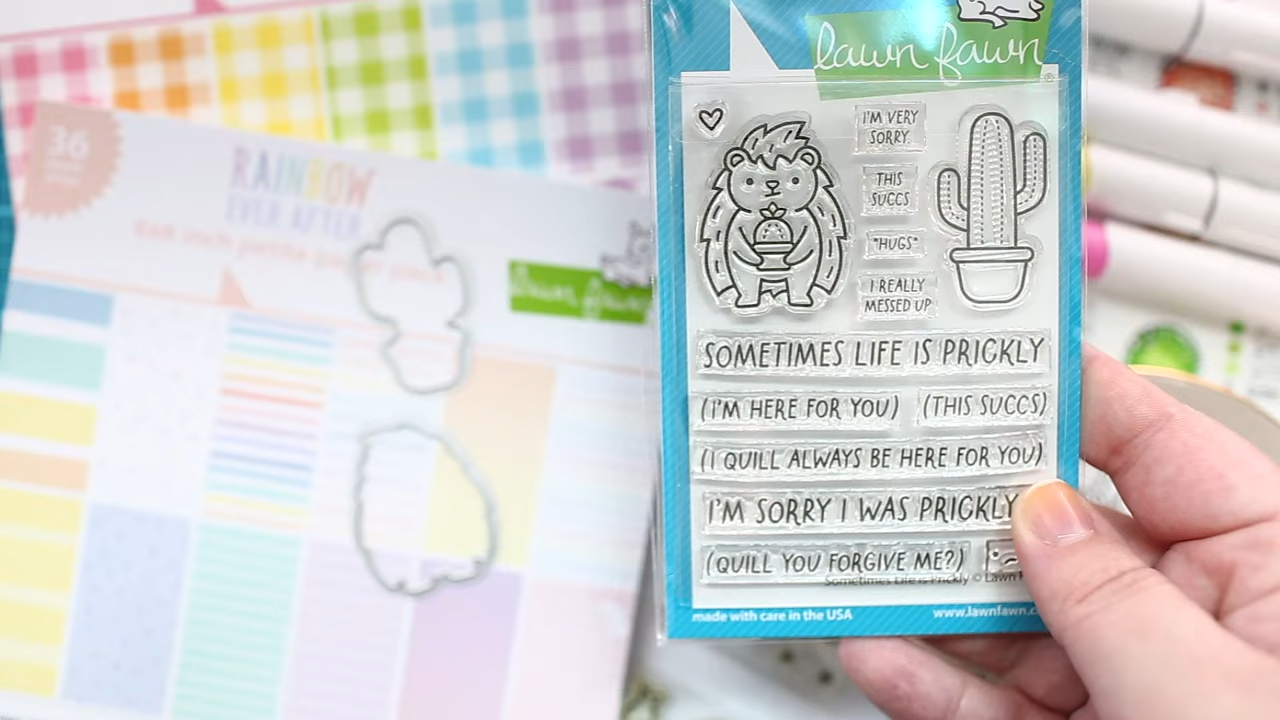 36
RAINBOW
EVER AFTER
lawn fawn
lawn fawn
I'M VERY
SORRY.
THIS
SUCCS
*HUGS*
I REALLY
MESSED UP
SOMETIMES LIFE IS PRICKLY
(I'M HERE FOR YOU) (THIS SUCCS)
(I QUILL ALWAYS BE HERE FOR YOU)
I'M SORRY I WAS PRICKLY
(QUILL YOU FORGIVE ME?)
Sometimes Life is Prickly © Lawn
made with care in the USA www.lawnfawn.c